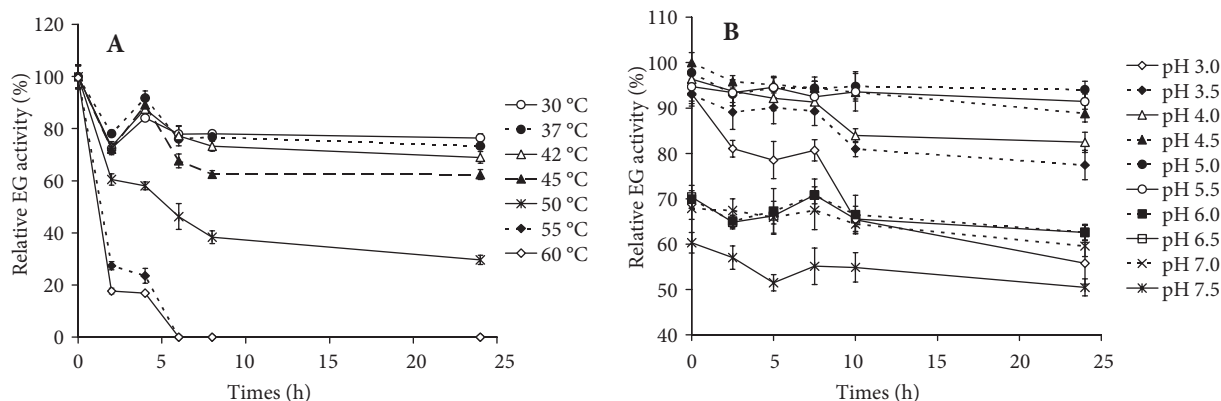 A
Relative EG activity (%)
120
100
80
60
40
20
0
0 5 10 15 20 25
Times (h)
30 °C
37 °C
42 °C
45 °C
50 °C
55 °C
60 °C
B
Relative EG activity (%)
110
100
90
80
70
60
50
40
0 5 10 15 20 25
Times (h)
pH 3.0
pH 3.5
pH 4.0
pH 4.5
pH 5.0
pH 5.5
pH 6.0
pH 6.5
pH 7.0
pH 7.5